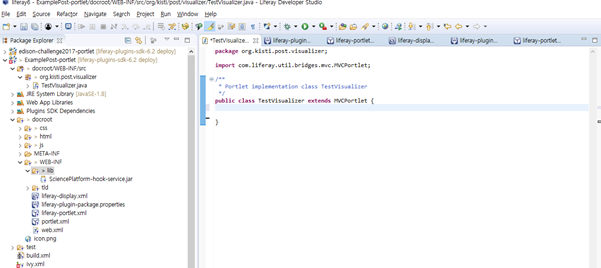 liferay6 - ExamplePost-portlet/docroot/WEB-INF/src/org/kisti/post/visualizer/TestVisualizer.java - Liferay Developer Studio
File Edit Source Refactor Navigate Search Project Run Window Help
Package Explorer
edison-challenge2017-portlet (liferay-plugins-sdk-6.2 deploy)
ExamplePost-portlet (liferay-plugins-sdk-6.2 deploy)
docroot/WEB-INF/src
org.kisti.post.visualizer
TestVisualizer.java
JRE System Library [JavaSE-1.8]
Web App Libraries
Plugins SDK Dependencies
docroot
css
html
js
META-INF
WEB-INF
lib
SciencePlatform-hook-service.jar
tld
liferay-display.xml
liferay-plugin-package.properties
liferay-portlet.xml
portlet.xml
web.xml
icon.png
test
build.xml
ivy.xml
*TestVisualize... liferay-plugin... liferay-portlet... liferay-displa... liferay-plugin... liferay-portlet...
package org.kisti.post.visualizer;
import com.liferay.util.bridges.mvc.MVCPortlet;
/**
* Portlet implementation class TestVisualizer
*/
public class TestVisualizer extends MVCPortlet {
}